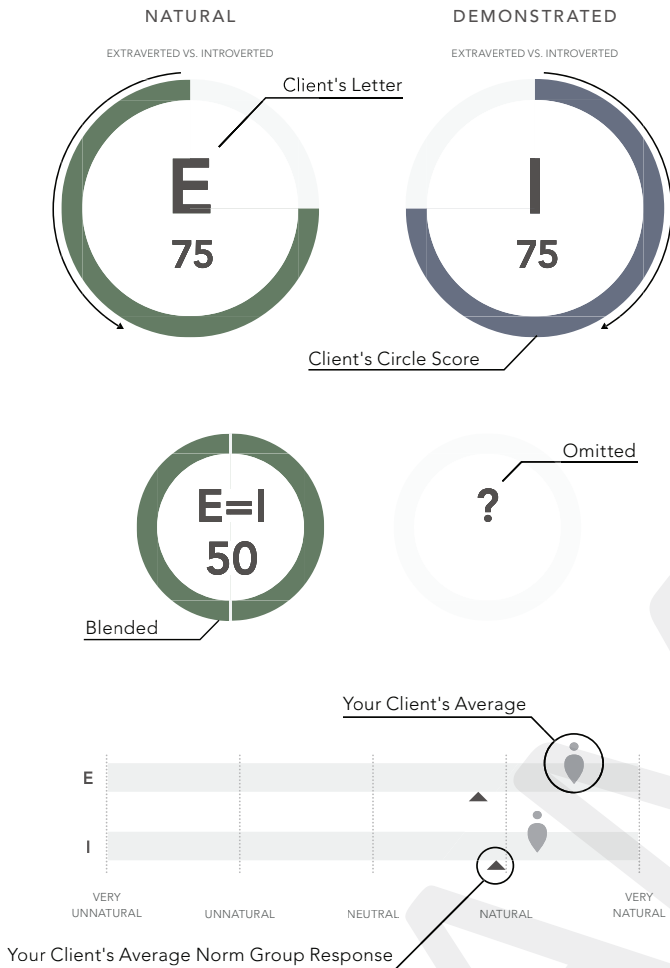 NATURAL
DEMONSTRATED
EXTRAVERTED VS. INTROVERTED
EXTRAVERTED VS. INTROVERTED
Client's Letter
E
75
I
75
Client's Circle Score
E=I
50
Omitted
?
Blended
Your Client's Average
E
I
VERY
UNNATURAL
UNNATURAL
NEUTRAL
NATURAL
VERY
NATURAL
Your Client's Average Norm Group Response